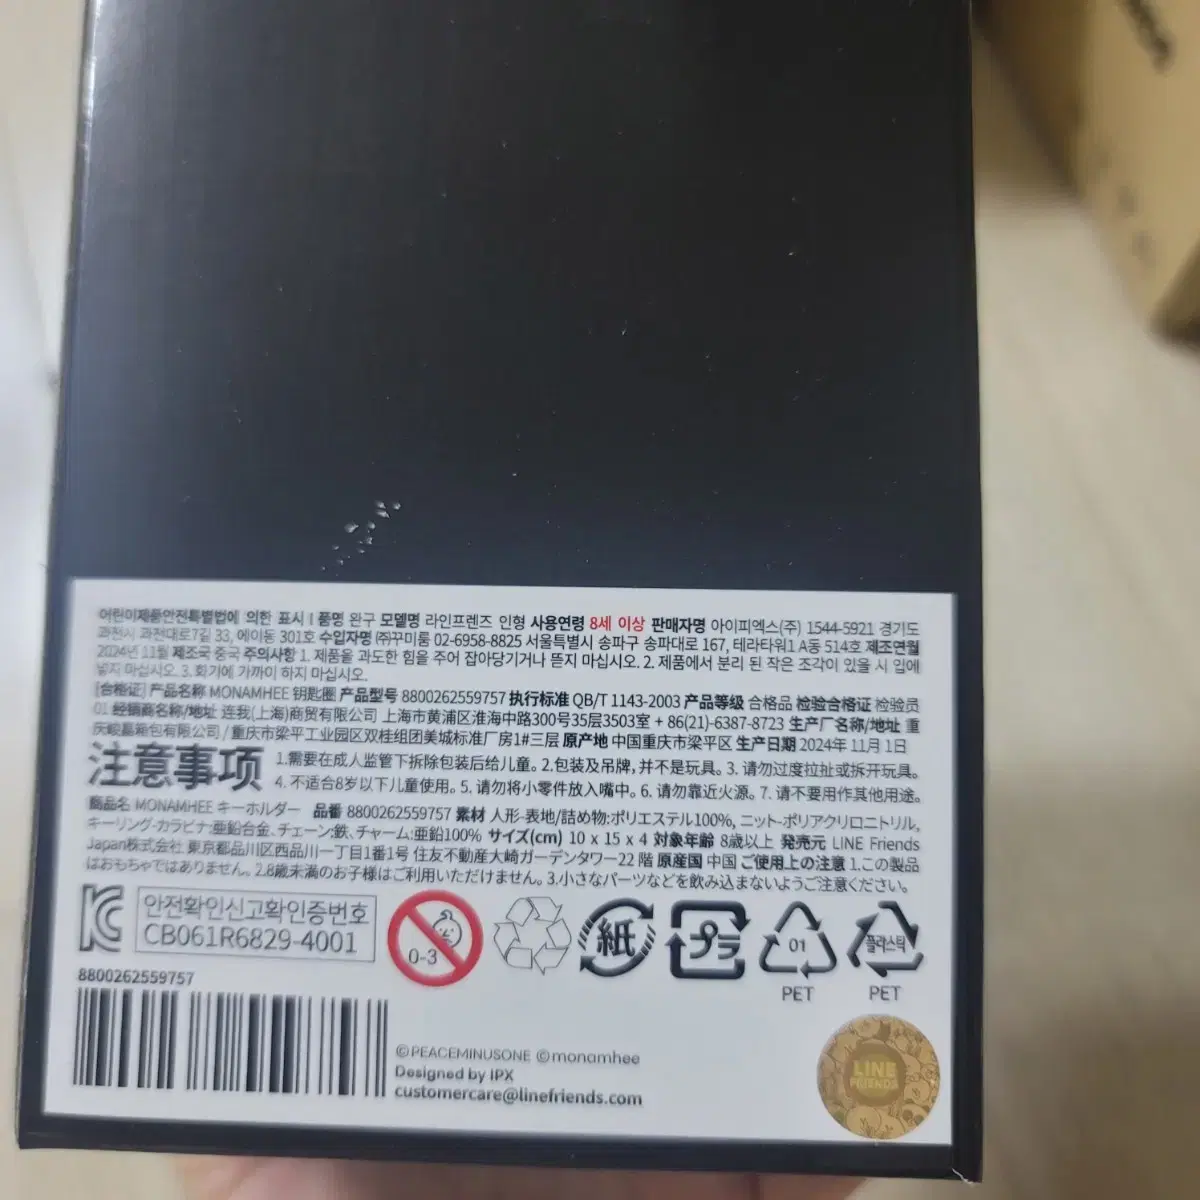 어린이제품안전특별법에 의한 표시 | 품명 완구 모델명 라인프렌즈 인형 사용연령 8세 이상 판매자명 아이피엑스(주) 1544-5921 경기도
과천시 과천대로7길 33, 에이동 301호 수입자명 ㈜꾸미룸 02-6958-8825 서울특별시 송파구 송파대로 167, 테라타워1 A동 514호 제조연월
2024년 11월 제조국 중국 주의사항 1. 제품을 과도한 힘을 주어 잡아당기거나 뜯지 마십시오. 2. 제품에서 분리 된 작은 조각이 있을 시 입에
넣지 마십시오. 3. 화기에 가까이 하지 마십시오.
[合格证] 产品名称 MONAMHEE 钥匙圈 产品型号 8800262559757 执行标准 QB/T 1143-2003 产品等级 合格品 检验合格证 检验员
01 经销商名称/地址 连我(上海)商贸有限公司 上海市黄浦区淮海中路300号35层3503室 + 86(21)-6387-8723 生产厂名称/地址 重
庆峻嘉箱包有限公司 / 重庆市梁平工业园区双桂组团美城标准厂房1#三层 原产地 中国重庆市梁平区 生产日期 2024年 11月 1日
注意事项 1.需要在成人监管下拆除包装后给儿童。2.包装及吊牌, 并不是玩具。3. 请勿过度拉扯或拆开玩具。
4. 不适合8岁以下儿童使用。5. 请勿将小零件放入嘴中。6. 请勿靠近火源。7. 请不要用作其他用途。
商品名 MONAMHEE キーホルダー 品番 8800262559757 素材 人形-表地/詰め物:ポリエステル100%, ニット-ポリアクリロニトリル,
キーリング-カラビナ:亜鉛合金、チェーン:鉄、チャーム:亜鉛100% サイズ(cm) 10 x 15 x 4 対象年齢 8歳以上 発売元 LINE Friends
Japan株式会社 東京都品川区西品川一丁目1番1号 住友不動産大崎ガーデンタワー22 階 原産国 中国 ご使用上の注意 1.この製品
はおもちゃではありません。2.8歳未満のお子様はご利用いただけません。3.小さなパーツなどを飲み込まないようご注意ください。
안전확인신고확인증번호
CB061R6829-4001
0-3
紙
プラ
01
PET
플라스틱
PET
8800262559757
©PEACEMINUSONE ©monamhee
Designed by IPX
customercare@linefriends.com
LINE
FRIENDS